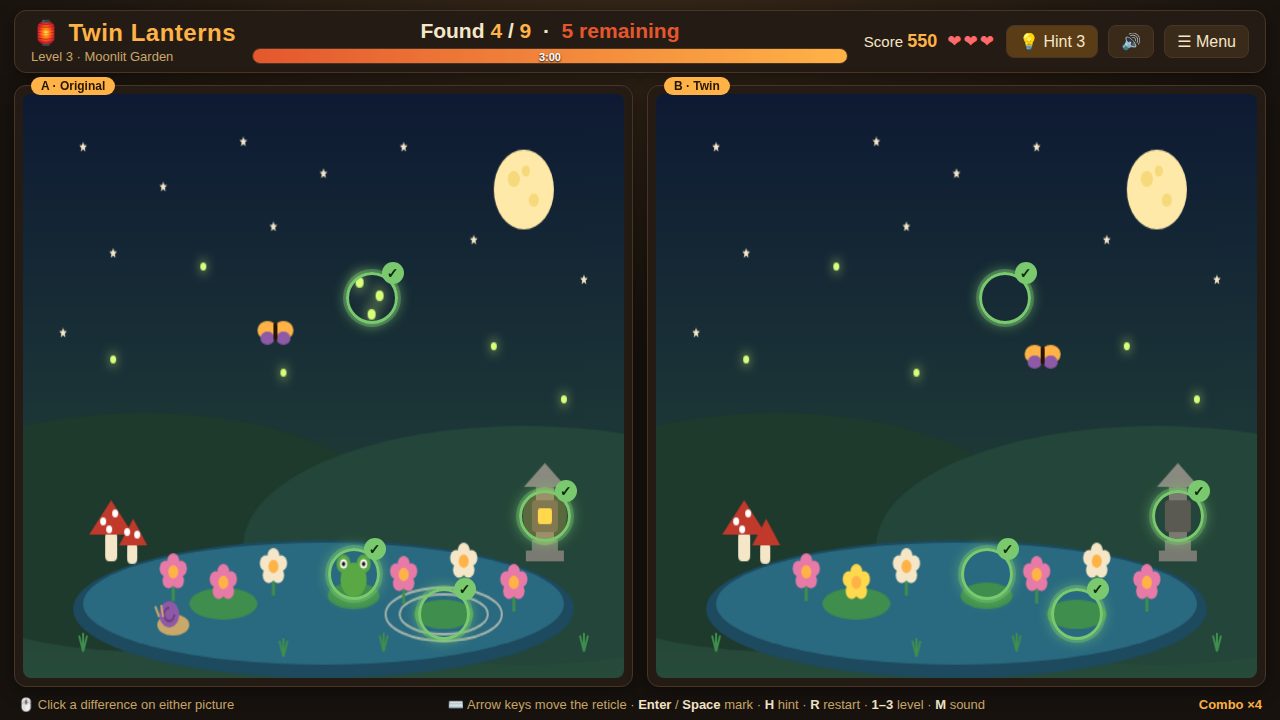 Twin Lanterns
Level 3 · Moonlit Garden
Found 4 / 9 · 5 remaining
3:00
Score 550
Hint 3
Menu
A · Original
B · Twin
Click a difference on either picture
Arrow keys move the reticle · Enter / Space mark · H hint · R restart · 1–3 level · M sound
Combo ×4